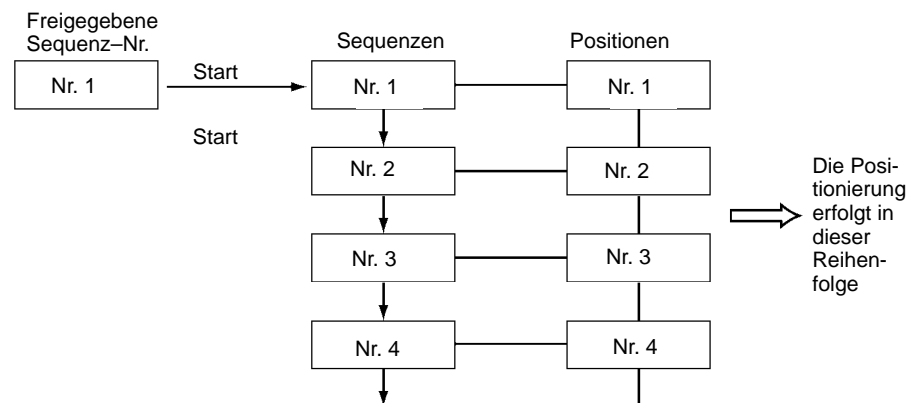 Freigegebene
Sequenz–Nr.
Nr. 1
Start
Start
Sequenzen
Nr. 1
Nr. 2
Nr. 3
Nr. 4
Positionen
Nr. 1
Nr. 2
Nr. 3
Nr. 4
Die Posi-
tionierung
erfolgt in
dieser
Reihen-
folge